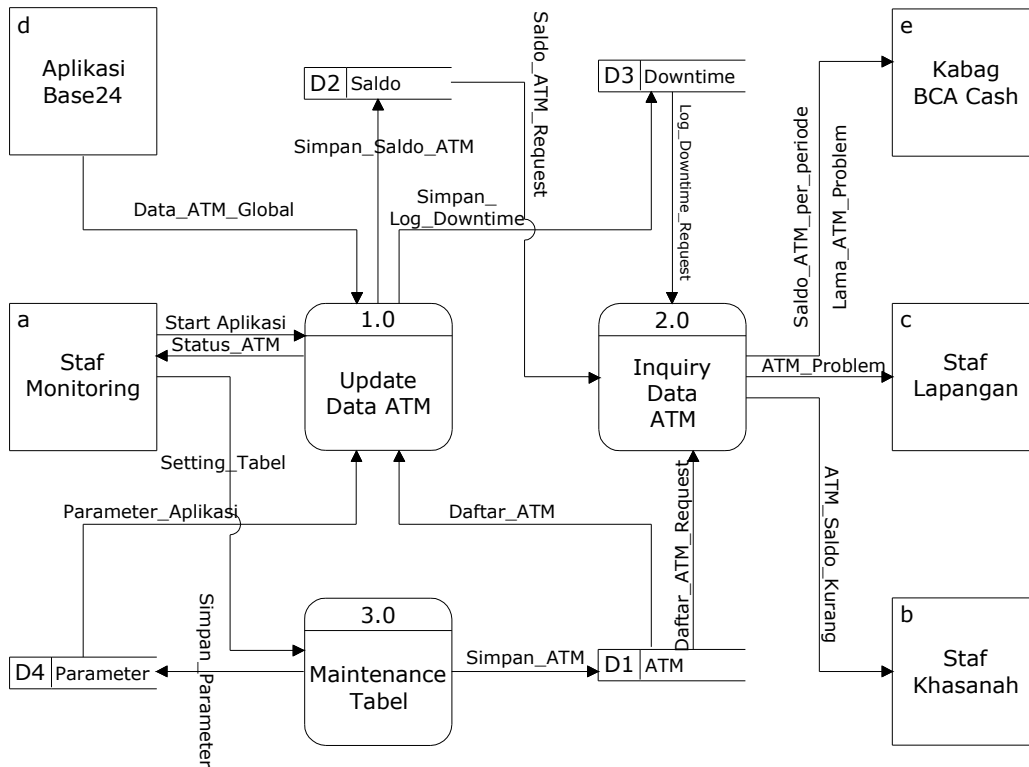 d
Aplikasi
Base24
D2 Saldo
Saldo_ATM_Request
D3 Downtime
e
Kabag
BCA Cash
Simpan_Saldo_ATM
Log_Downtime_Request
Simpan_
Log_Downtime
Data_ATM_Global
Saldo_ATM_per_periode
Lama_ATM_Problem
a
Staf
Monitoring
Start Aplikasi
Status_ATM
1.0
Update
Data ATM
2.0
Inquiry
Data
ATM
ATM_Problem
c
Staf
Lapangan
Setting_Tabel
Parameter_Aplikasi
Daftar_ATM
Daftar_ATM_Request
ATM_Saldo_Kurang
D4 Parameter
Simpan_Parameter
3.0
Maintenance
Tabel
Simpan_ATM
D1 ATM
b
Staf
Khasanah